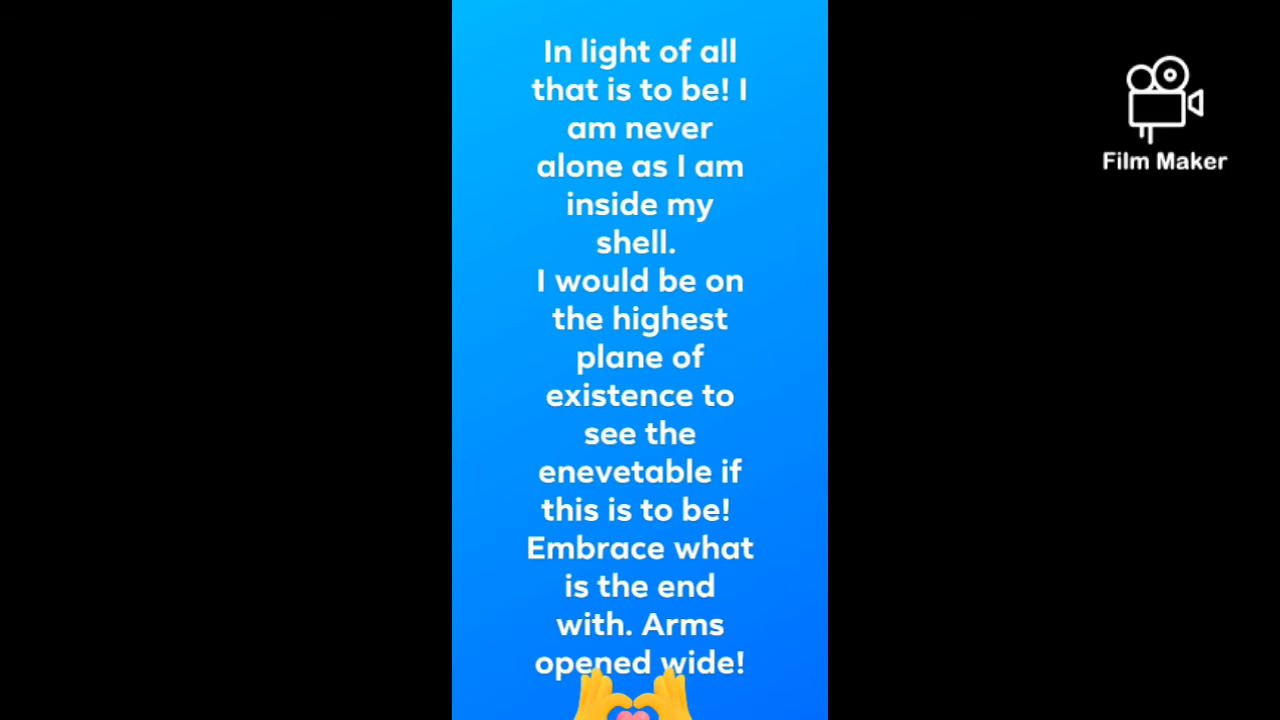 In light of all
that is to be! I
am never
alone as I am
inside my
shell.
I would be on
the highest
plane of
existence to
see the
enevetable if
this is to be!
Embrace what
is the end
with. Arms
opened wide!
Film Maker